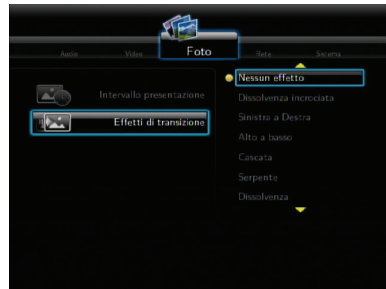 Audio Video Foto Rete Sistema
Nessun effetto
Intervallo presentazione Dissolvenza incrociata
Effetti di transizione Sinistra a Destra
Alto a basso
Cascata
Serpente
Dissolvenza